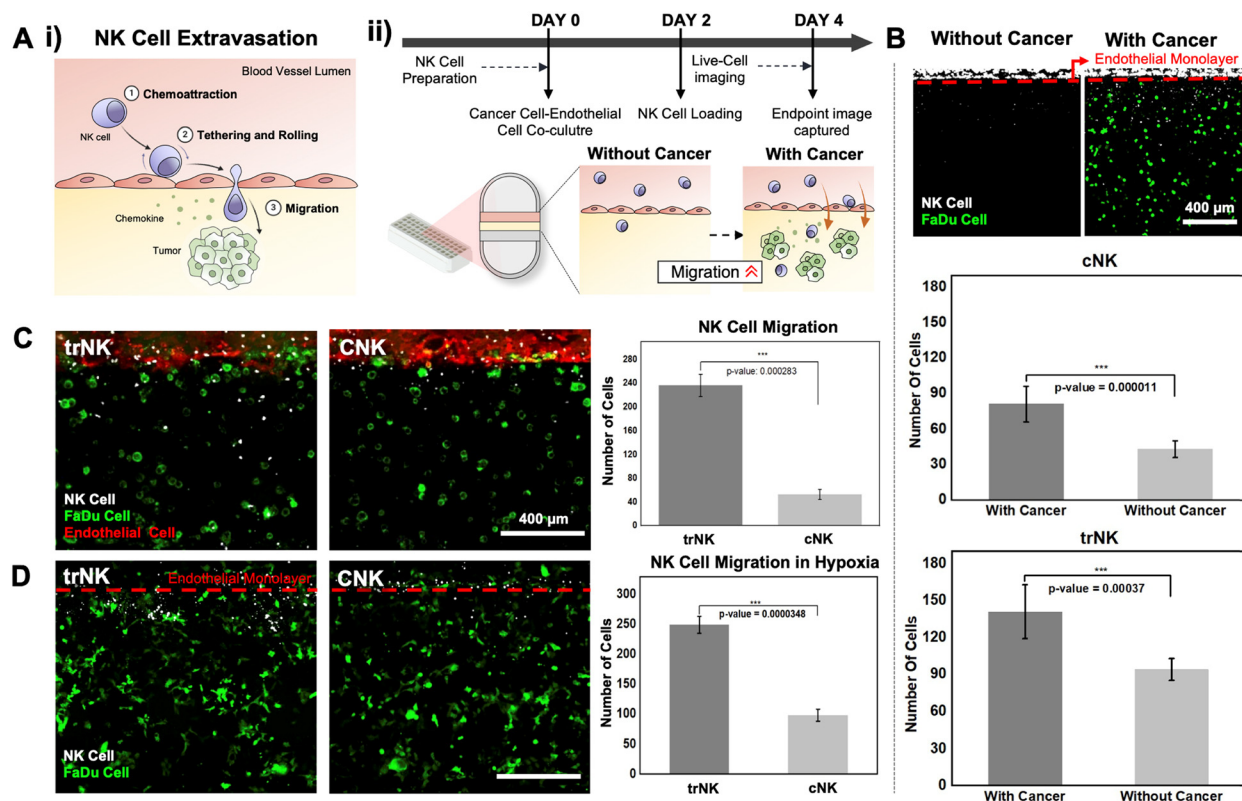 A i)
NK Cell Extravasation
Blood Vessel Lumen
1 Chemoattraction
NK cell
2 Tethering and Rolling
Chemokine
3 Migration
Tumor
ii)
DAY 0
DAY 2
DAY 4
NK Cell
Preparation
Live-Cell
imaging
Cancer Cell-Endothelial
Cell Co-culutre
NK Cell Loading
Endpoint image
captured
Without Cancer
With Cancer
Migration
B
Without Cancer
With Cancer
Endothelial Monolayer
NK Cell
FaDu Cell
400 μm
cNK
Number Of Cells
180
150
120
90
60
30
0
***
p-value = 0.000011
With Cancer
Without Cancer
trNK
Number Of Cells
180
150
120
90
60
30
0
***
p-value = 0.00037
With Cancer
Without Cancer
C
trNK
NK Cell
FaDu Cell
Endothelial Cell
CNK
400 μm
NK Cell Migration
Number of Cells
280
240
200
160
120
80
40
0
***
p-value: 0.000283
trNK
cNK
D
trNK
Endothelial Monolayer
NK Cell
FaDu Cell
CNK
NK Cell Migration in Hypoxia
Number of Cells
300
250
200
150
100
50
0
***
p-value = 0.0000348
trNK
cNK